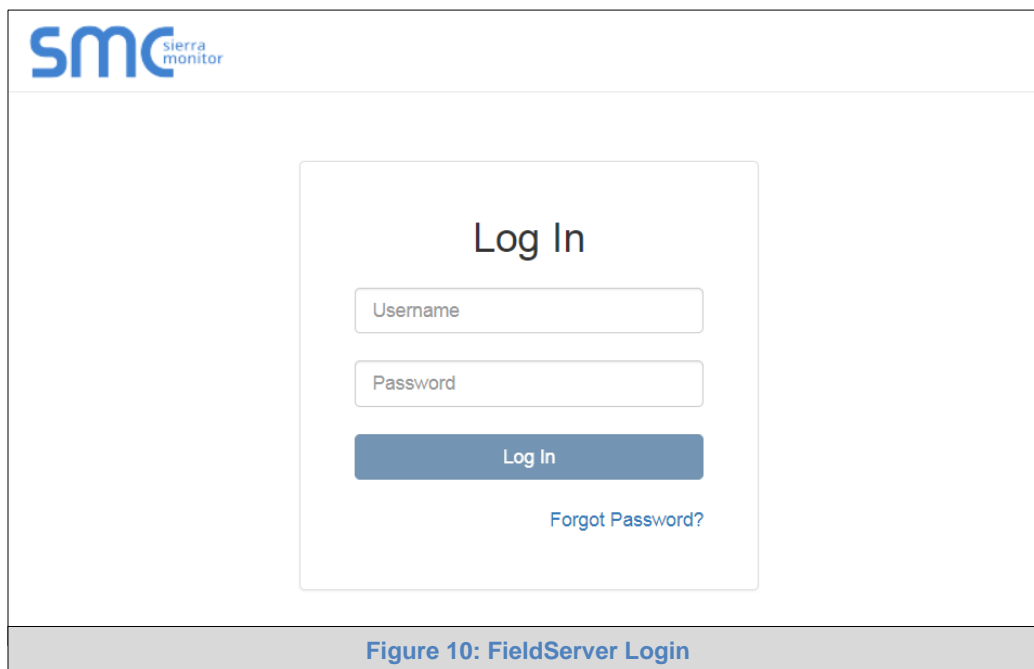 SMC sierra
monitor
Log In
Username
Password
Log In
Forgot Password?
Figure 10: FieldServer Login